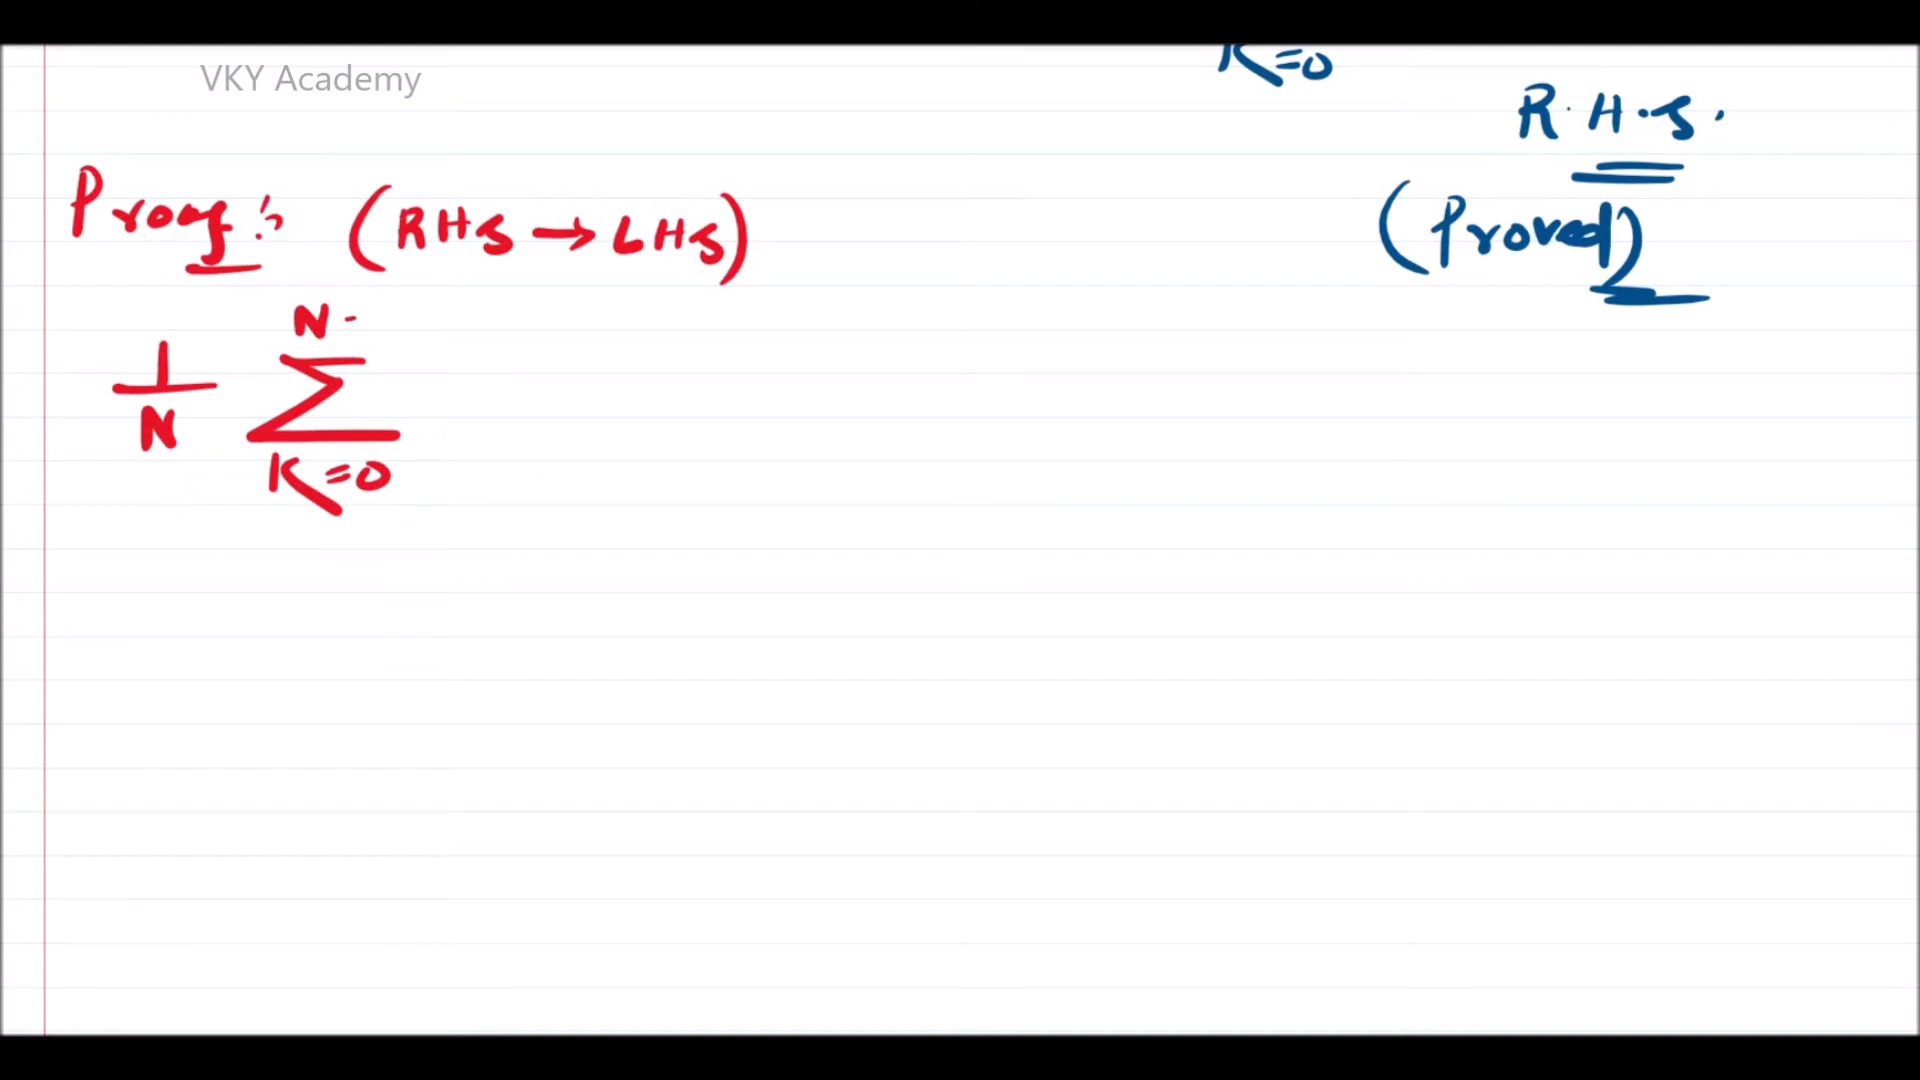 K=0
VKY Academy
R.H.S.
Proof :- (RHS → LHS)
(Proved)
N-
1/N Σ
K=0